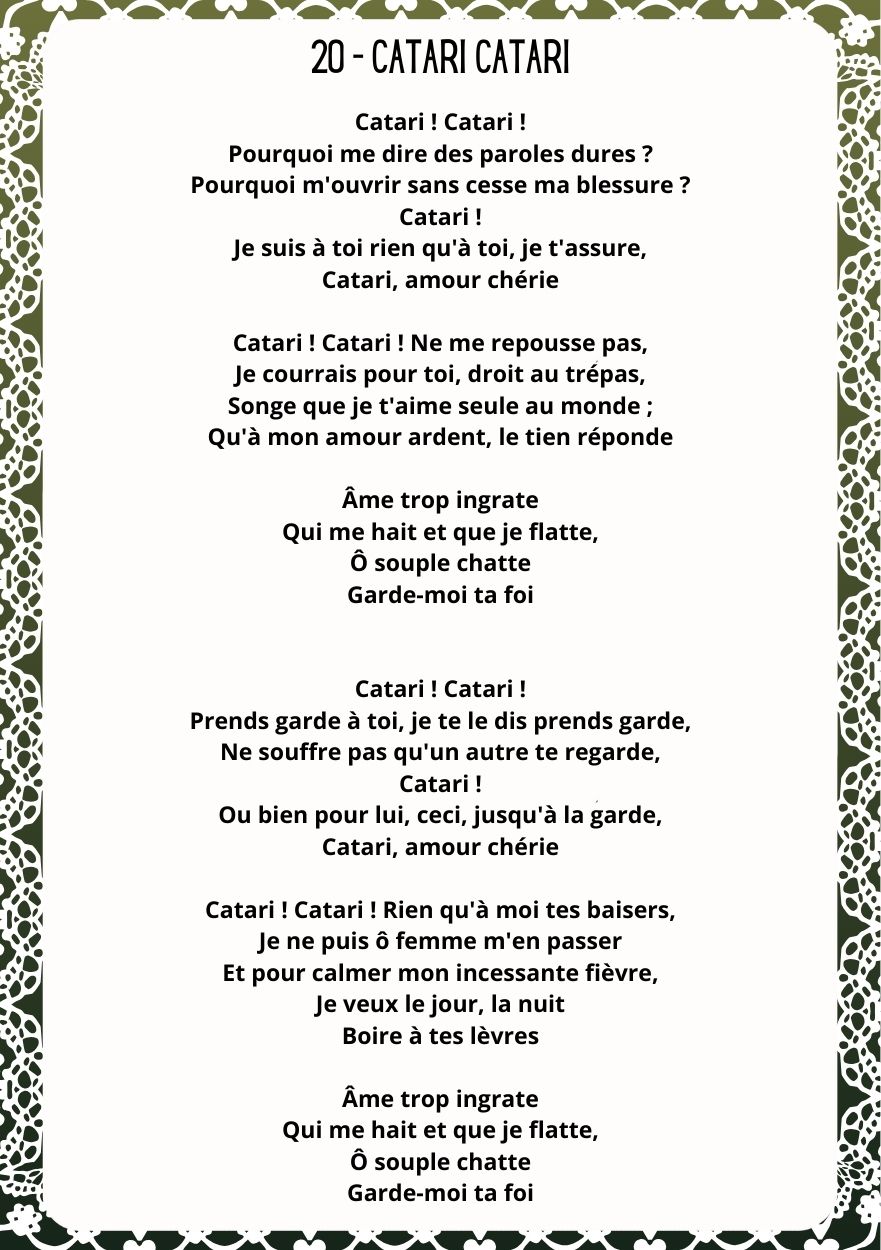 20 - CATARI CATARI
Catari ! Catari !
Pourquoi me dire des paroles dures ?
Pourquoi m'ouvrir sans cesse ma blessure ?
Catari !
Je suis à toi rien qu'à toi, je t'assure,
Catari, amour chérie
Catari ! Catari ! Ne me repousse pas,
Je courrais pour toi, droit au trépas,
Songe que je t'aime seule au monde ;
Qu'à mon amour ardent, le tien réponde
Âme trop ingrate
Qui me hait et que je flatte,
Ô souple chatte
Garde-moi ta foi
Catari ! Catari !
Prends garde à toi, je te le dis prends garde,
Ne souffre pas qu'un autre te regarde,
Catari !
Ou bien pour lui, ceci, jusqu'à la garde,
Catari, amour chérie
Catari ! Catari ! Rien qu'à moi tes baisers,
Je ne puis ô femme m'en passer
Et pour calmer mon incessante fièvre,
Je veux le jour, la nuit
Boire à tes lèvres
Âme trop ingrate
Qui me hait et que je flatte,
Ô souple chatte
Garde-moi ta foi